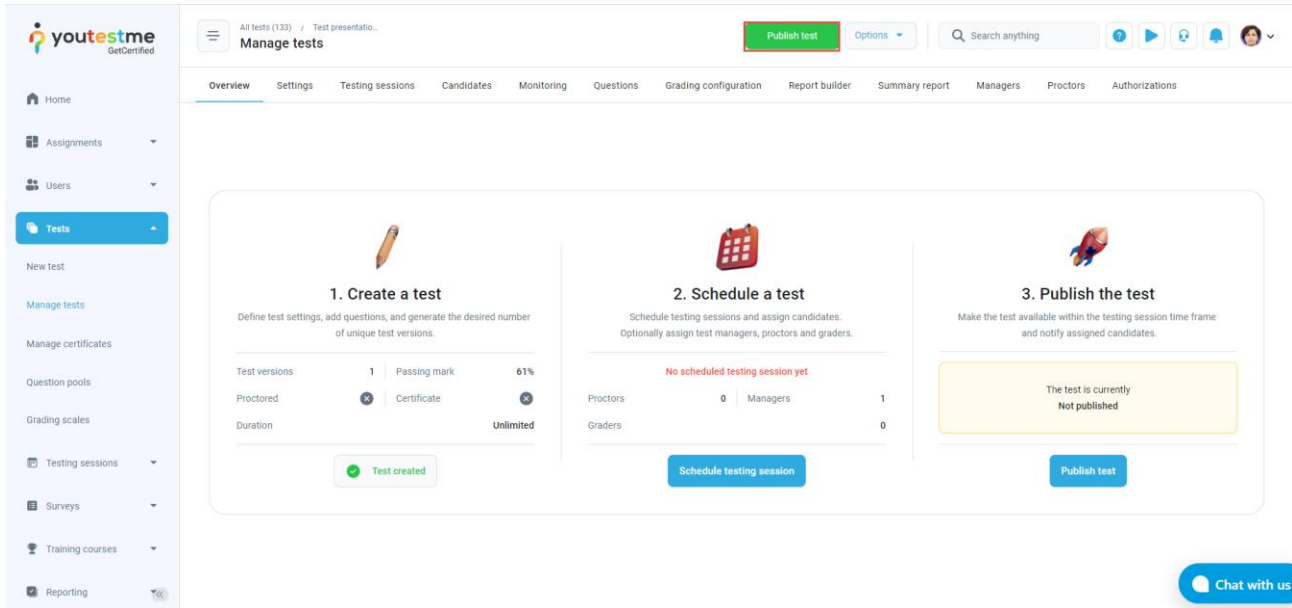 youtestme
GetCertified
All tests (133) / Test presentatio...
Manage tests
Publish test
Options
Search anything
Home
Assignments
Users
Tests
New test
Manage tests
Manage certificates
Question pools
Grading scales
Testing sessions
Surveys
Training courses
Reporting
Overview Settings Testing sessions Candidates Monitoring Questions Grading configuration Report builder Summary report Managers Proctors Authorizations
1. Create a test
Define test settings, add questions, and generate the desired number
of unique test versions.
Test versions 1 Passing mark 61%
Proctored Certificate
Duration Unlimited
Test created
2. Schedule a test
Schedule testing sessions and assign candidates.
Optionally assign test managers, proctors and graders.
No scheduled testing session yet
Proctors 0 Managers 1
Graders 0
Schedule testing session
3. Publish the test
Make the test available within the testing session time frame
and notify assigned candidates.
The test is currently
Not published
Publish test
Chat with us